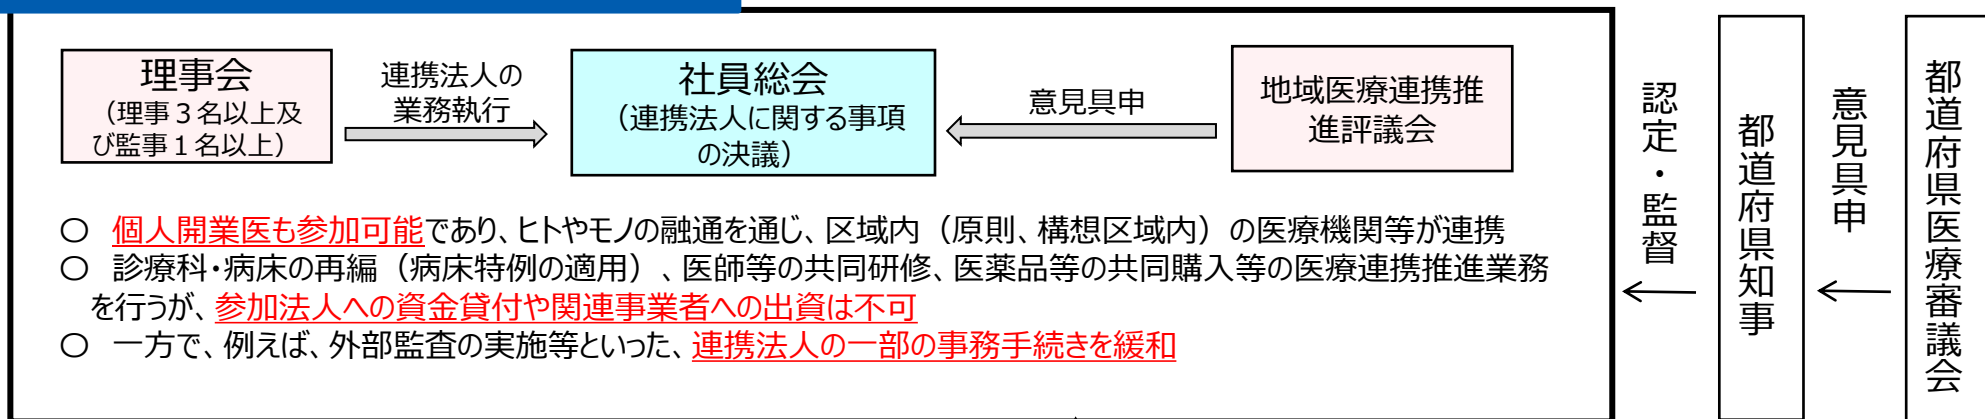 理事会
（理事３名以上及
び監事１名以上）
連携法人の
業務執行
社員総会
（連携法人に関する事項
の決議）
意見具申
地域医療連携推
進評議会
○　個人開業医も参加可能であり、ヒトやモノの融通を通じ、区域内（原則、構想区域内）の医療機関等が連携
○　診療科・病床の再編（病床特例の適用）、医師等の共同研修、医薬品等の共同購入等の医療連携推進業務
を行うが、参加法人への資金貸付や関連事業者への出資は不可
○　一方で、例えば、外部監査の実施等といった、連携法人の一部の事務手続きを緩和
認定・監督
都道府県知事
意見具申
都道府県医療審議会